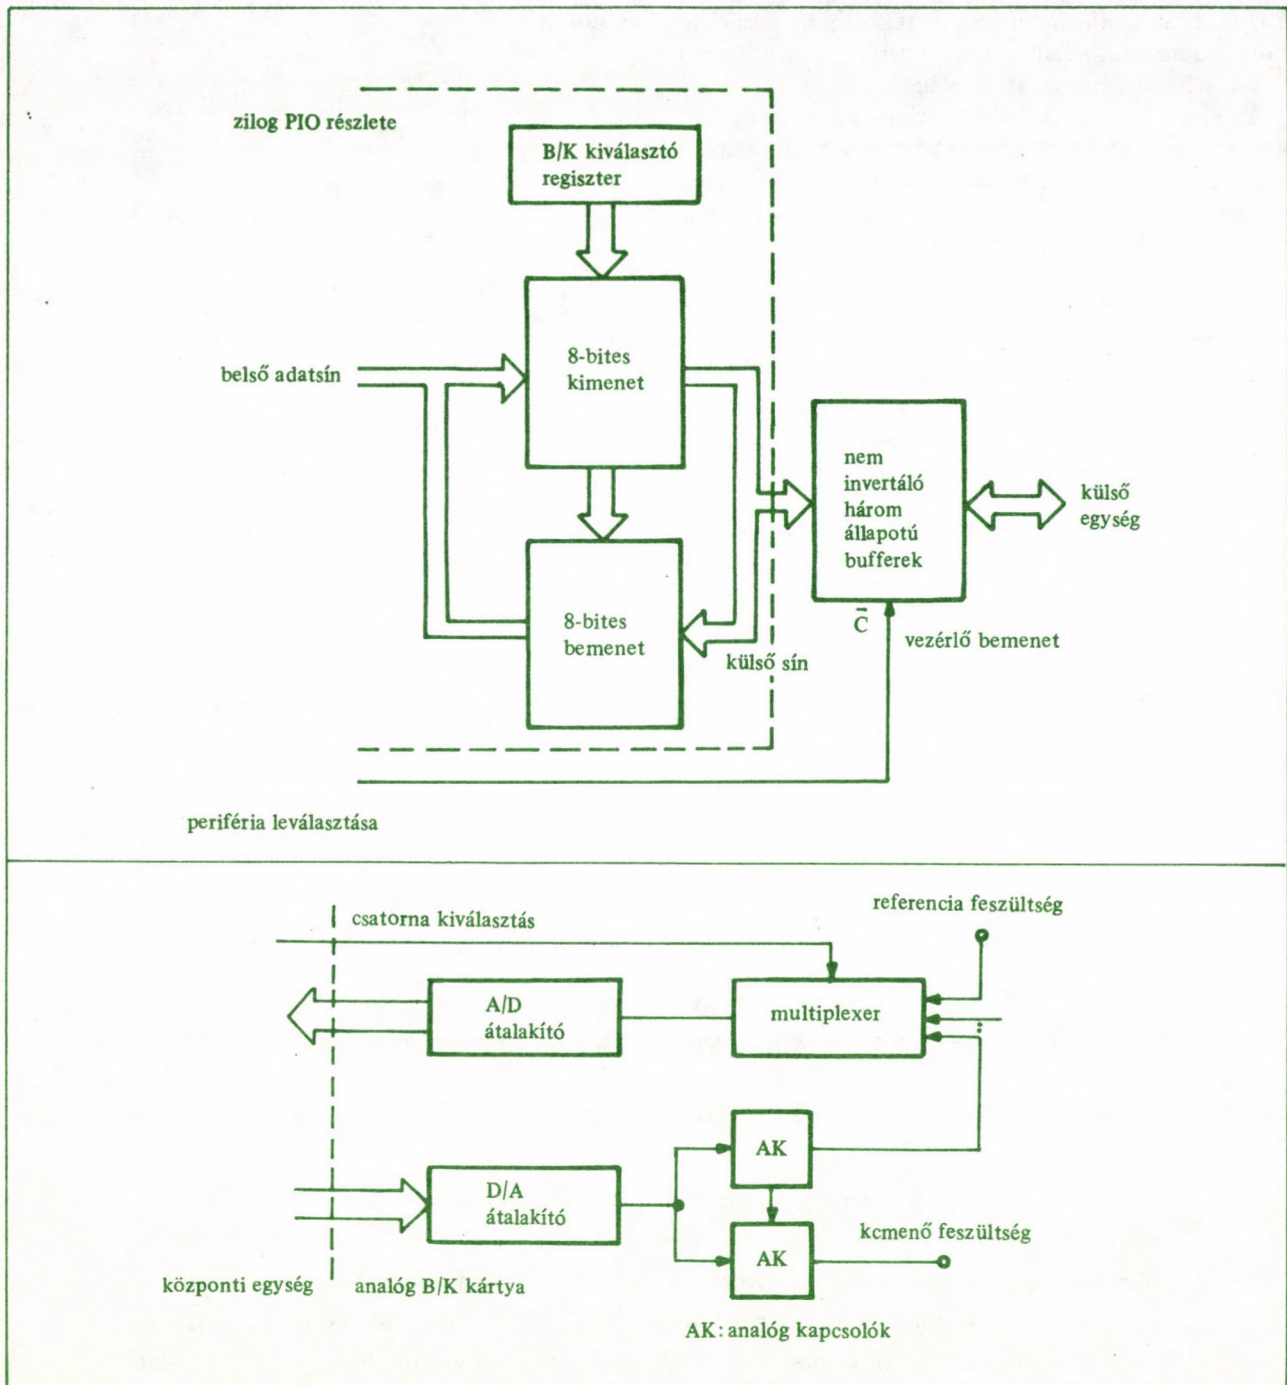 zilog PIO részlete
B/K kiválasztó
regiszter
8-bites
kimenet
belső adatsín
nem
invertáló
három
állapotú
bufferek
külső
egység
8-bites
bemenet
külső sín
C̄
vezérlő bemenet
periféria leválasztása
csatorna kiválasztás
referencia feszültség
A/D
átalakító
multiplexer
AK
D/A
átalakító
AK
kcmenő feszültség
központi egység
analóg B/K kártya
AK: analóg kapcsolók